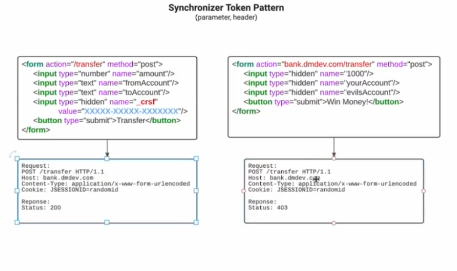 Synchronizer Token Pattern
(parameter, header)
<form action="/transfer" method="post">
<input type="number" name="amount"/>
<input type="text" name="fromAccount"/>
<input type="text" name="toAccount"/>
<input type="hidden" name="_crsf"
value="XXXXX-XXXXX-XXXXXXX"/>
<button type="submit">Transfer</button>
</form>
Request:
POST /transfer HTTP/1.1
Host: bank.dmdev.com
Content-Type: application/x-www-form-urlencoded
Cookie: JSESSIONID=randomid
Reponse:
Status: 200
<form action="bank.dmdev.com/transfer" method="post">
<input type="hidden" name="1000"/>
<input type="hidden" name="yourAccount"/>
<input type="hidden" name="evilsAccount"/>
<button type="submit">Win Money!</button>
</form>
Request:
POST /transfer HTTP/1.1
Host: bank.dmdev.com
Content-Type: application/x-www-form-urlencoded
Cookie: JSESSIONID=randomid
Reponse:
Status: 403